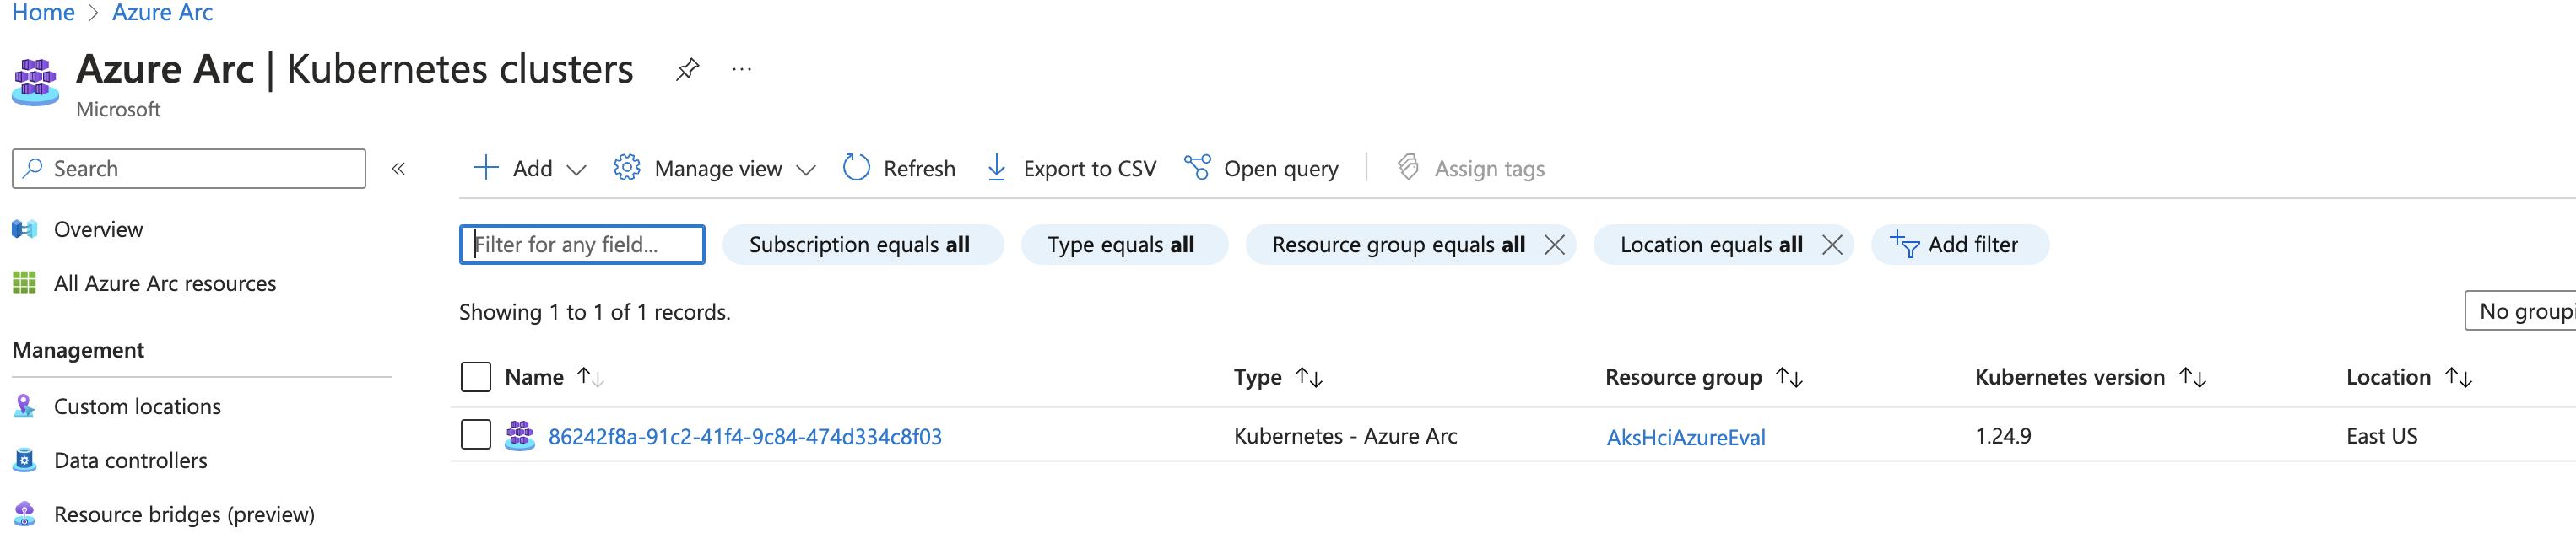 Home > Azure Arc
Azure Arc | Kubernetes clusters ...
Microsoft
Search «
Add Manage view Refresh Export to CSV Open query Assign tags
Overview
All Azure Arc resources
Management
Custom locations
Data controllers
Resource bridges (preview)
Filter for any field... Subscription equals all Type equals all Resource group equals all Location equals all Add filter
Showing 1 to 1 of 1 records. No groupi
Name Type Resource group Kubernetes version Location
86242f8a-91c2-41f4-9c84-474d334c8f03 Kubernetes - Azure Arc AksHciAzureEval 1.24.9 East US